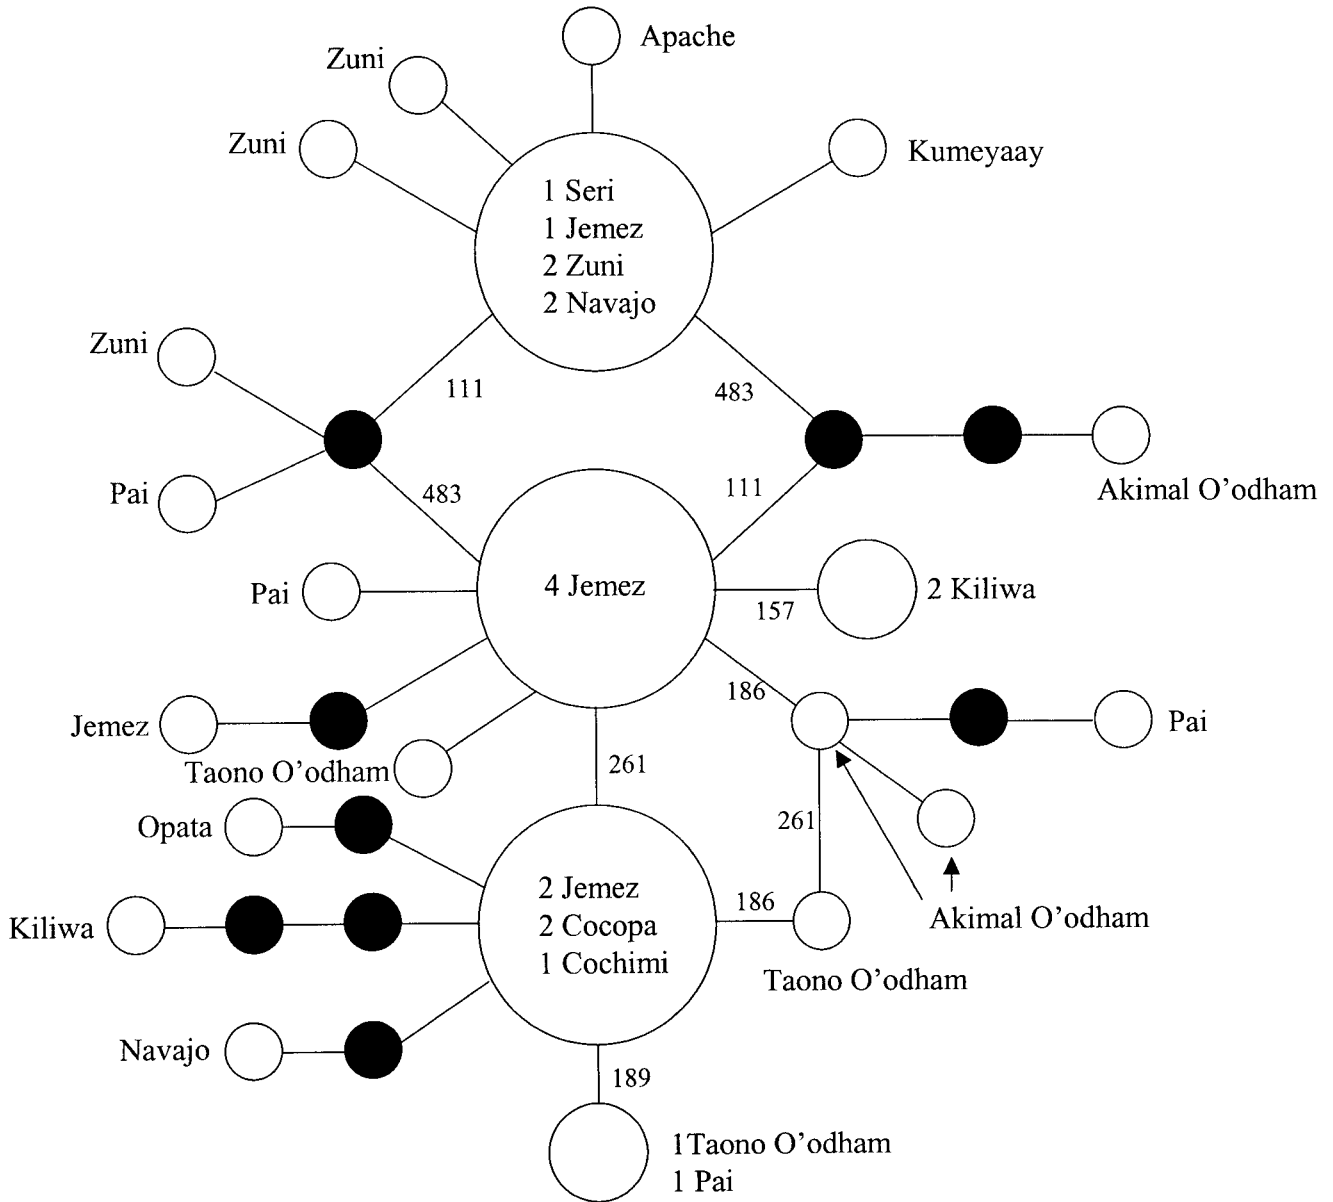 Apache
Zuni
Zuni
Kumeyaay
1 Seri
1 Jemez
2 Zuni
2 Navajo
Zuni
111
483
Pai
483
111
Akimal O'odham
Pai
4 Jemez
2 Kiliwa
157
186
Jemez
Pai
Taono O'odham
261
261
Opata
2 Jemez
2 Cocopa
1 Cochimi
186
Akimal O'odham
Kiliwa
Taono O'odham
Navajo
189
1Taono O'odham
1 Pai